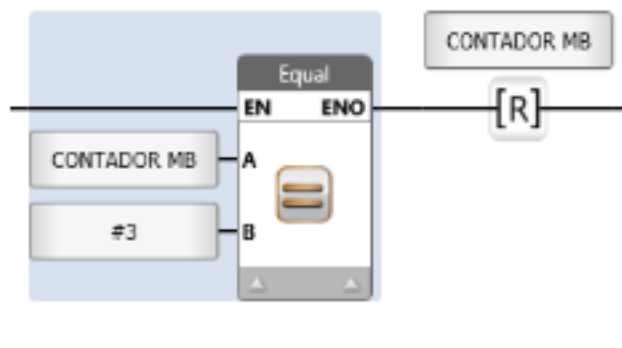 CONTADOR MB
Equal
[R]
EN ENO
CONTADOR MB
A
#3
B